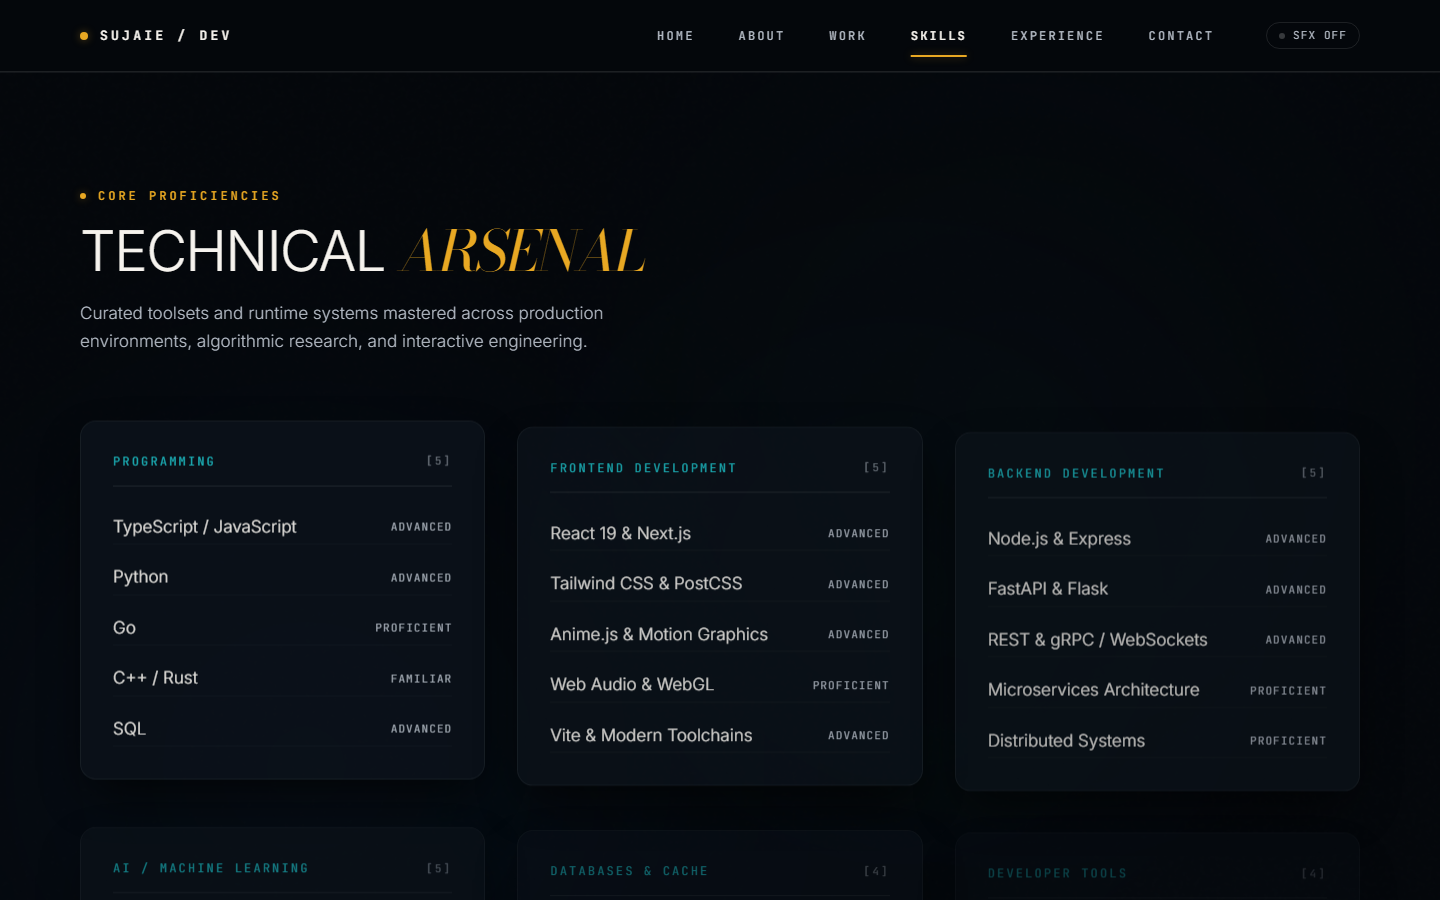 SUJAIE / DEV
HOME
ABOUT
WORK
SKILLS
EXPERIENCE
CONTACT
SFX OFF
CORE PROFICIENCIES
TECHNICAL ARSENAL
Curated toolsets and runtime systems mastered across production
environments, algorithmic research, and interactive engineering.
PROGRAMMING [5]
TypeScript / JavaScript ADVANCED
Python ADVANCED
Go PROFICIENT
C++ / Rust FAMILIAR
SQL ADVANCED
FRONTEND DEVELOPMENT [5]
React 19 & Next.js ADVANCED
Tailwind CSS & PostCSS ADVANCED
Anime.js & Motion Graphics ADVANCED
Web Audio & WebGL PROFICIENT
Vite & Modern Toolchains ADVANCED
BACKEND DEVELOPMENT [5]
Node.js & Express ADVANCED
FastAPI & Flask ADVANCED
REST & gRPC / WebSockets ADVANCED
Microservices Architecture PROFICIENT
Distributed Systems PROFICIENT
AI / MACHINE LEARNING [5]
DATABASES & CACHE [4]
DEVELOPER TOOLS [4]